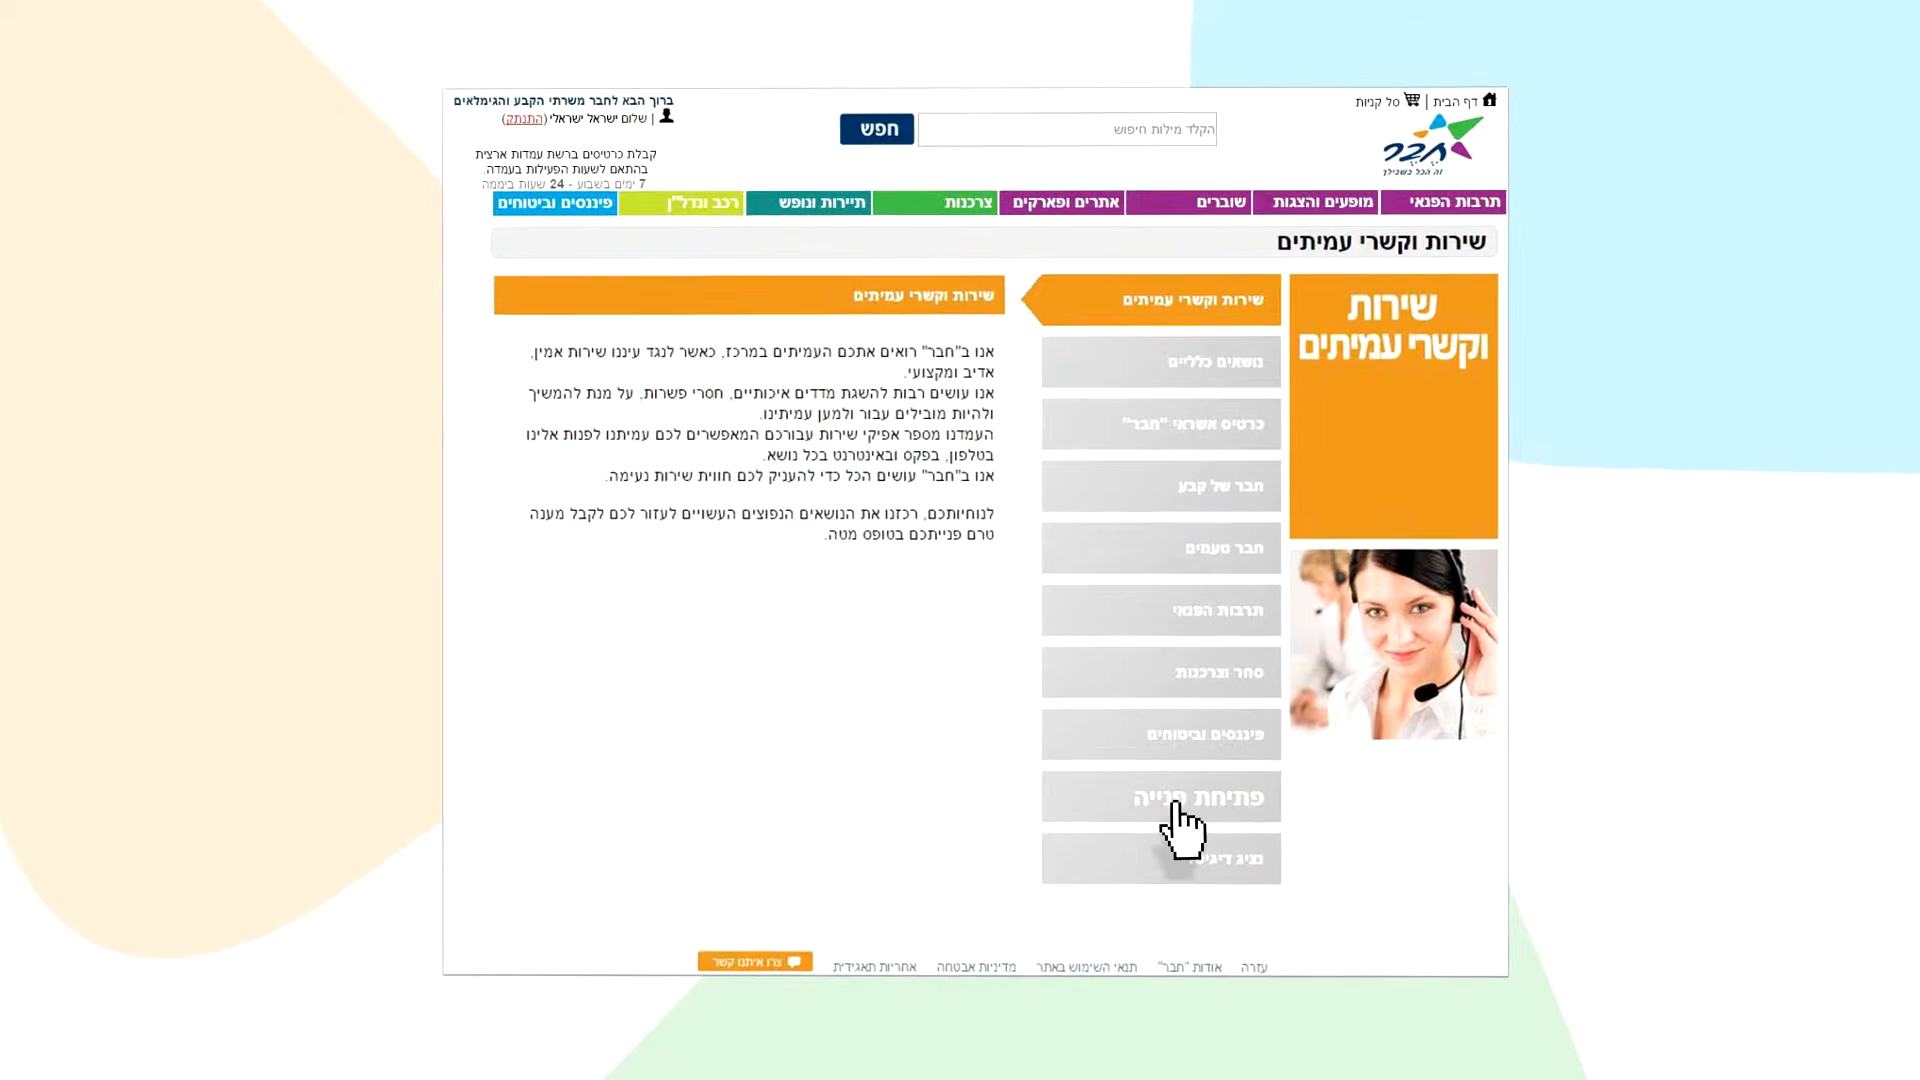 דף הבית | סל קניות
ברוך הבא לחבר משרתי הקבע והגימלאים
| שלום ישראל ישראלי (התנתק)
הקלד מילות חיפוש
חפש
חבר
זה הכל בשבילך
קבלת כרטיסים ברשת עמדות ארצית
בהתאם לשעות הפעילות בעמדה.
7 ימים בשבוע - 24 שעות ביממה
תרבות הפנאי
מופעים והצגות
שוברים
אתרים ופארקים
צרכנות
תיירות ונופש
רכב ונדל"ן
פיננסים וביטוחים
שירות וקשרי עמיתים
שירות
וקשרי עמיתים
שירות וקשרי עמיתים
נושאים כלליים
כרטיס אשראי "חבר"
חבר של קבע
חבר טעמים
תרבות הפנאי
סחר וצרכנות
פיננסים וביטוחים
פתיחת פנייה
נציג
שירות וקשרי עמיתים
אנו ב"חבר" רואים אתכם העמיתים במרכז, כאשר לנגד עיננו שירות אמין,
אדיב ומקצועי.
אנו עושים רבות להשגת מדדים איכותיים, חסרי פשרות, על מנת להמשיך
ולהיות מובילים עבור ולמען עמיתינו.
העמדנו מספר אפיקי שירות עבורכם המאפשרים לכם עמיתנו לפנות אלינו
בטלפון, בפקס ובאינטרנט בכל נושא.
אנו ב"חבר" עושים הכל כדי להעניק לכם חווית שירות נעימה.
לנוחיותכם, רכזנו את הנושאים הנפוצים העשויים לעזור לכם לקבל מענה
טרם פנייתכם בטופס מטה.
עזרה
אודות "חבר"
תנאי השימוש באתר
מדיניות אבטחה
אחריות תאגידית
צרו איתנו קשר